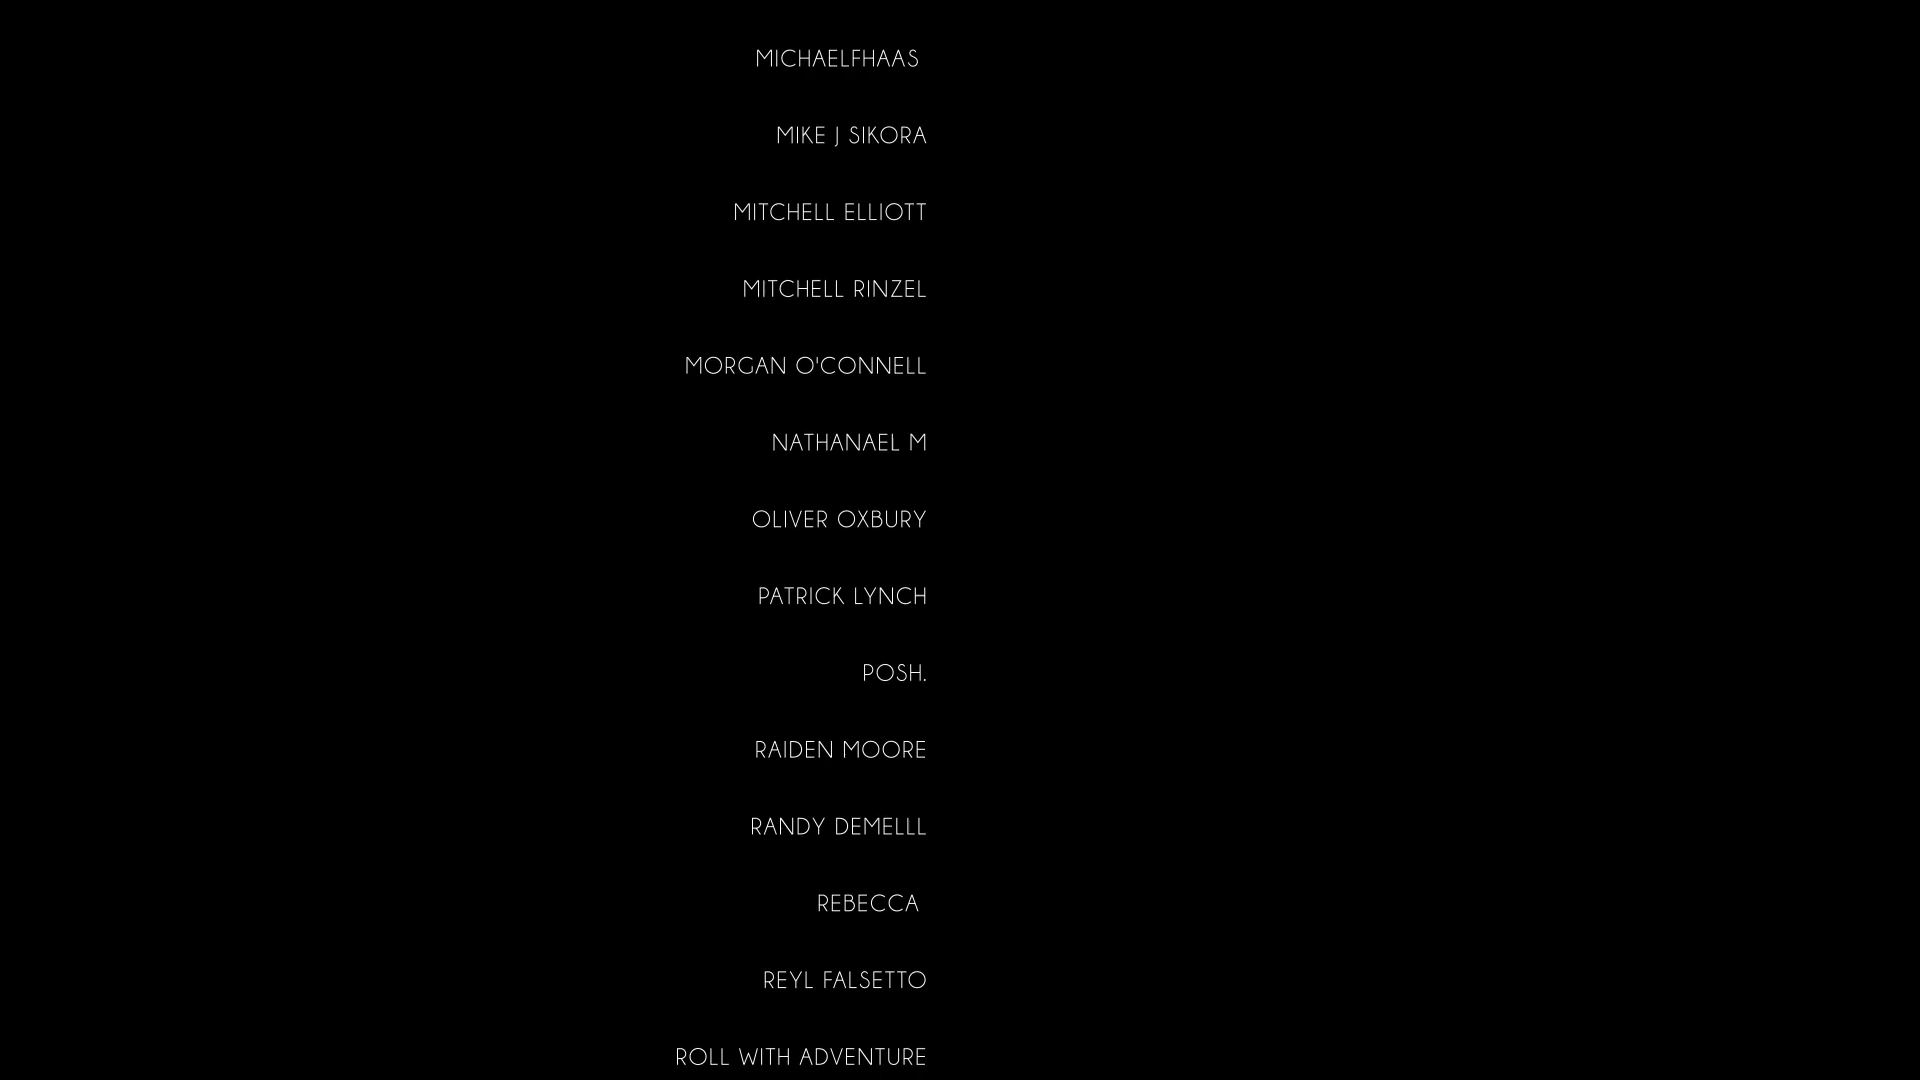 MICHAELFHAAS
MIKE J SIKORA
MITCHELL ELLIOTT
MITCHELL RINZEL
MORGAN O'CONNELL
NATHANAEL M
OLIVER OXBURY
PATRICK LYNCH
POSH.
RAIDEN MOORE
RANDY DEMELLL
REBECCA
REYL FALSETTO
ROLL WITH ADVENTURE